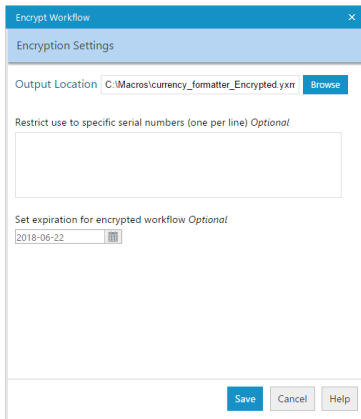 Encrypt Workflow ×
Encryption Settings
Output Location C:\Macros\currency_formatter_Encrypted.yxm Browse
Restrict use to specific serial numbers (one per line) Optional
Set expiration for encrypted workflow Optional
2018-06-22
Save Cancel Help